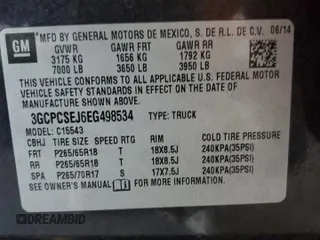 GM
MFD BY GENERAL MOTORS DE MEXICO, S. DE R.L. DE C.V. 06/14
GVWR GAWR FRT GAWR RR
3175 KG 1656 KG 1792 KG
7000 LB 3650 LB 3950 LB
THIS VEHICLE CONFORMS TO ALL APPLICABLE U.S. FEDERAL MOTOR
VEHICLE SAFETY STANDARDS IN EFFECT ON THE DATE OF
MANUFACTURE SHOWN ABOVE.
3GCPCSEJ6EG498534 TYPE: TRUCK
MODEL: C15543
CBHJ TIRE SIZE SPEED RTG RIM COLD TIRE PRESSURE
FRT P265/65R18 T 18X8.5J 240KPA(35PSI)
RR P265/65R18 T 18X8.5J 240KPA(35PSI)
SPA P265/70R17 S 17X7.5J 240KPA(35PSI)
SEE OWNER'S MANUAL FOR ADDITIONAL INFORMATION.
© DREAMBID